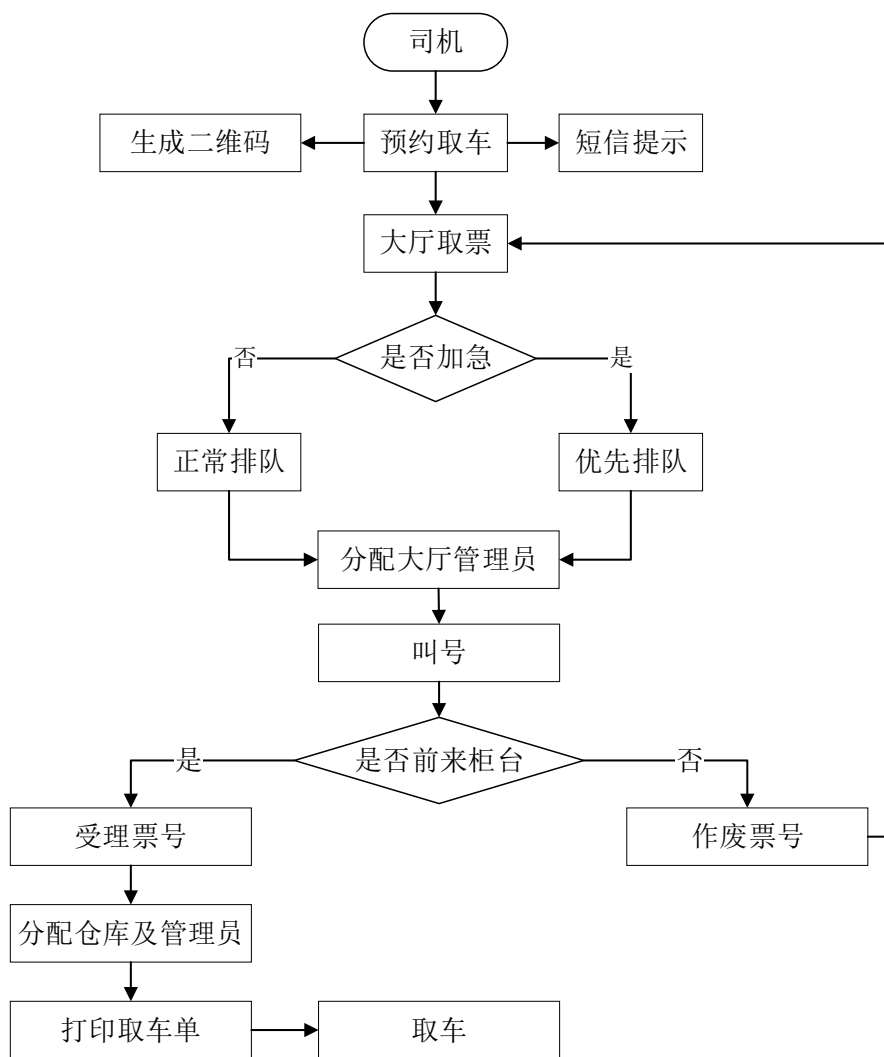 司机
生成二维码
预约取车
短信提示
大厅取票
是否加急
否
是
正常排队
优先排队
分配大厅管理员
叫号
是否前来柜台
是
否
受理票号
作废票号
分配仓库及管理员
打印取车单
取车